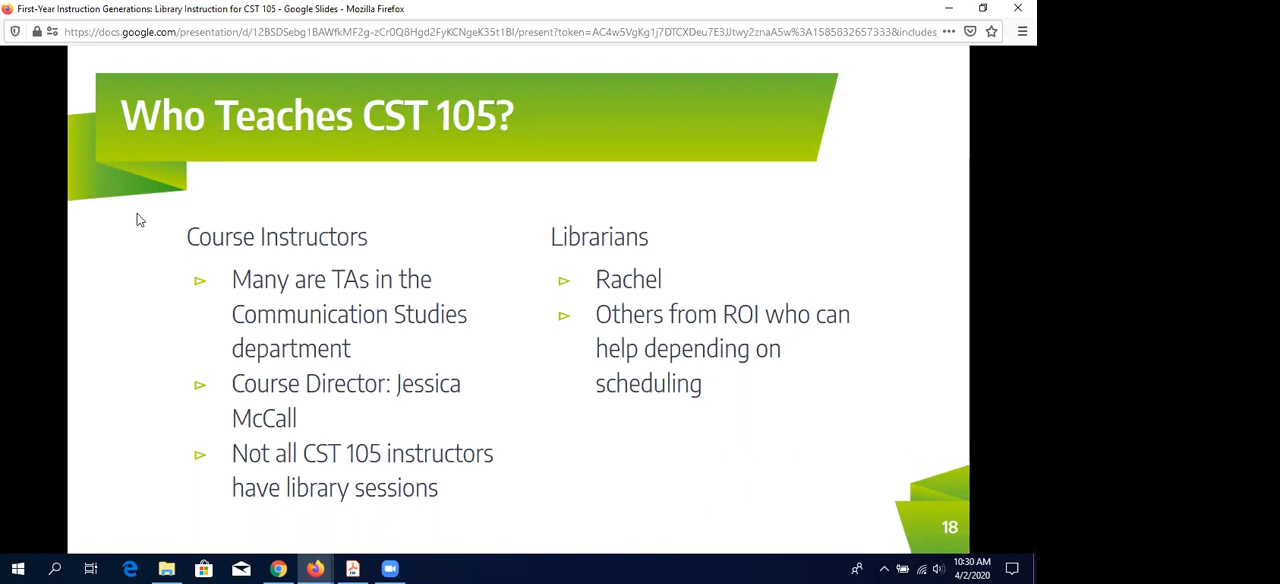 First-Year Instruction Generations: Library Instruction for CST 105 - Google Slides - Mozilla Firefox
Who Teaches CST 105?
Course Instructors
Many are TAs in the
Communication Studies
department
Course Director: Jessica
McCall
Not all CST 105 instructors
have library sessions
Librarians
Rachel
Others from ROI who can
help depending on
scheduling
18
10:30 AM
4/2/2020